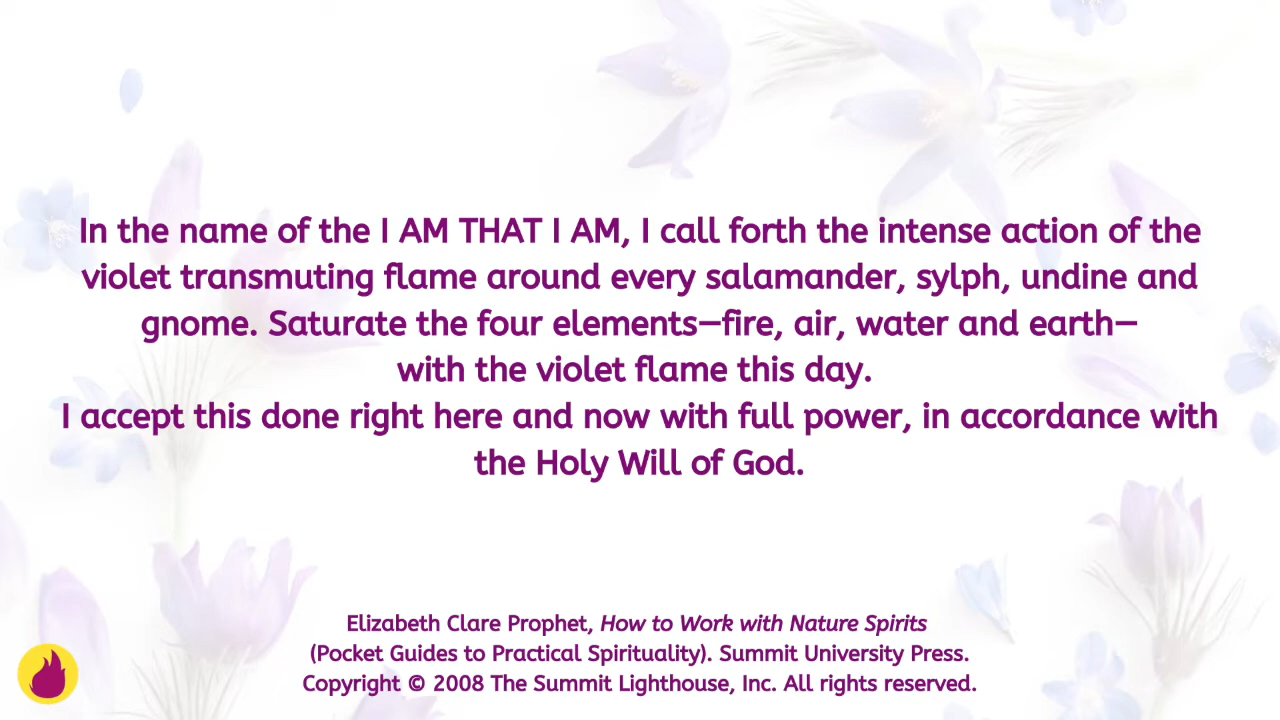 In the name of the I AM THAT I AM, I call forth the intense action of the
violet transmuting flame around every salamander, sylph, undine and
gnome. Saturate the four elements—fire, air, water and earth—
with the violet flame this day.
I accept this done right here and now with full power, in accordance with
the Holy Will of God.
Elizabeth Clare Prophet, How to Work with Nature Spirits
(Pocket Guides to Practical Spirituality). Summit University Press.
Copyright © 2008 The Summit Lighthouse, Inc. All rights reserved.